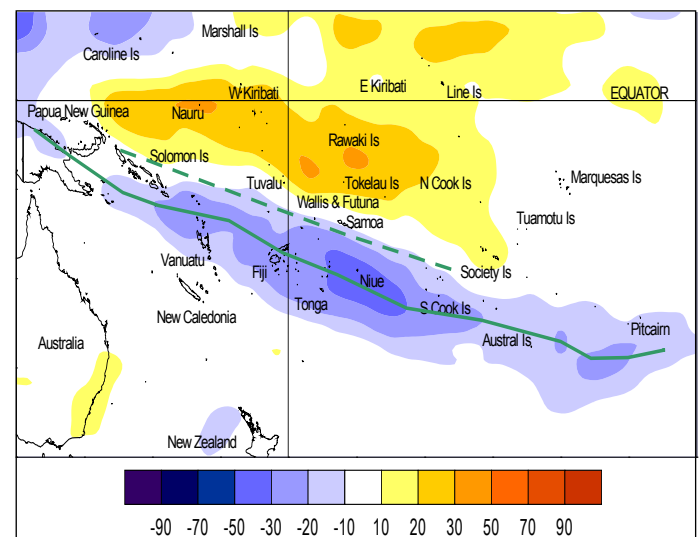 Marshall Is
Caroline Is
W Kiribati
E Kiribati
Line Is
EQUATOR
Papua New Guinea
Nauru
Rawaki Is
Solomon Is
Tuvalu
Tokelau Is
N Cook Is
Marquesas Is
Wallis & Futuna
Samoa
Tuamotu Is
Vanuatu
Fiji
Niue
Society Is
Tonga
S Cook Is
New Caledonia
Pitcairn
Australia
Austral Is
New Zealand
-90 -70 -50 -30 -20 -10 10 20 30 50 70 90